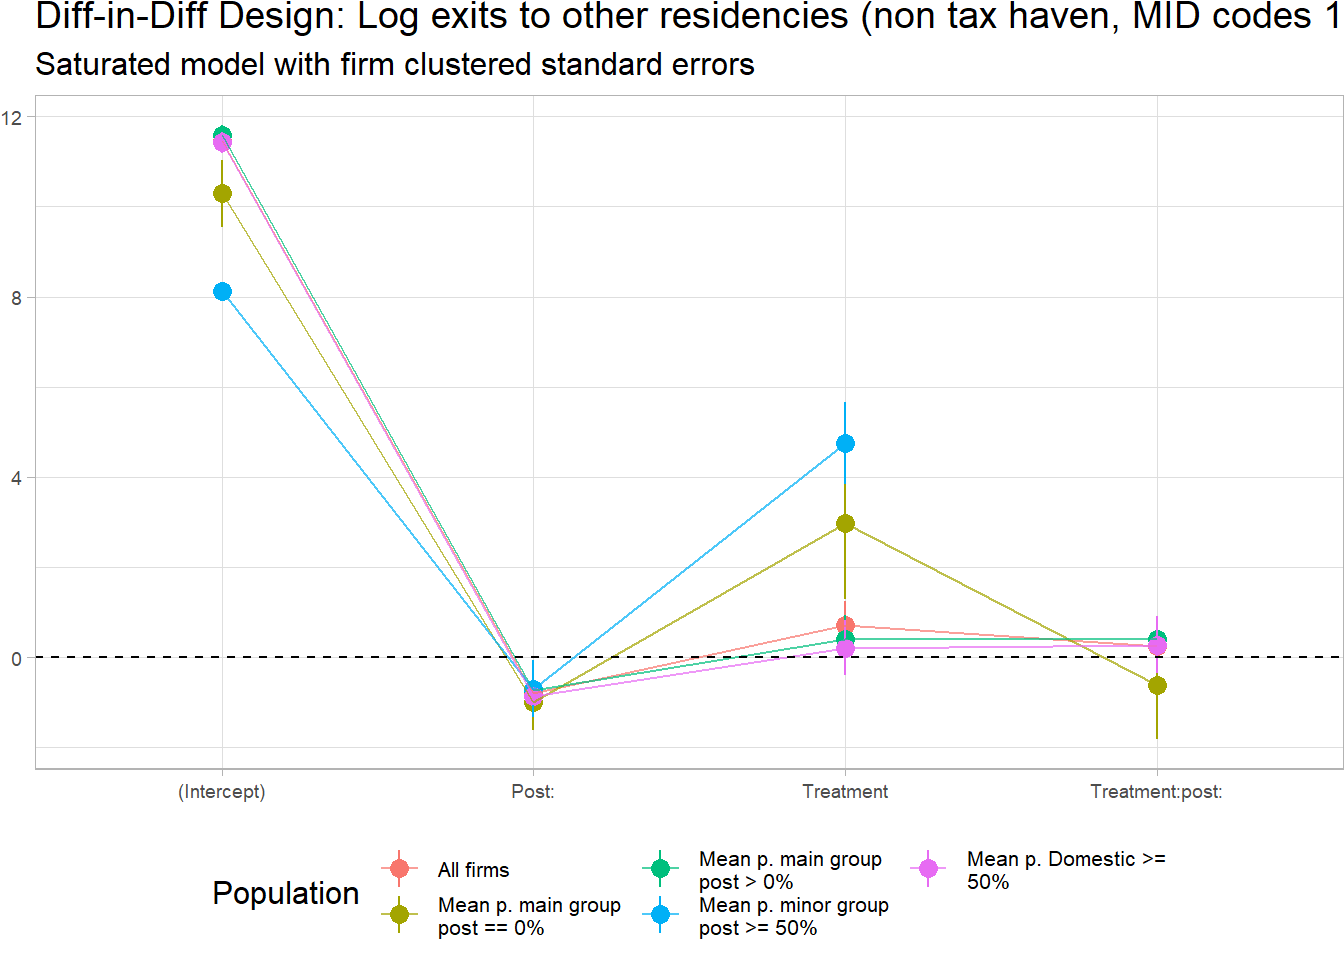 Diff-in-Diff Design: Log exits to other residencies (non tax haven, MID codes 1
Saturated model with firm clustered standard errors
12
8
4
0
(Intercept)
Post:
Treatment
Treatment:post:
Population
All firms
Mean p. main group
post == 0%
Mean p. main group
post > 0%
Mean p. minor group
post >= 50%
Mean p. Domestic >=
50%